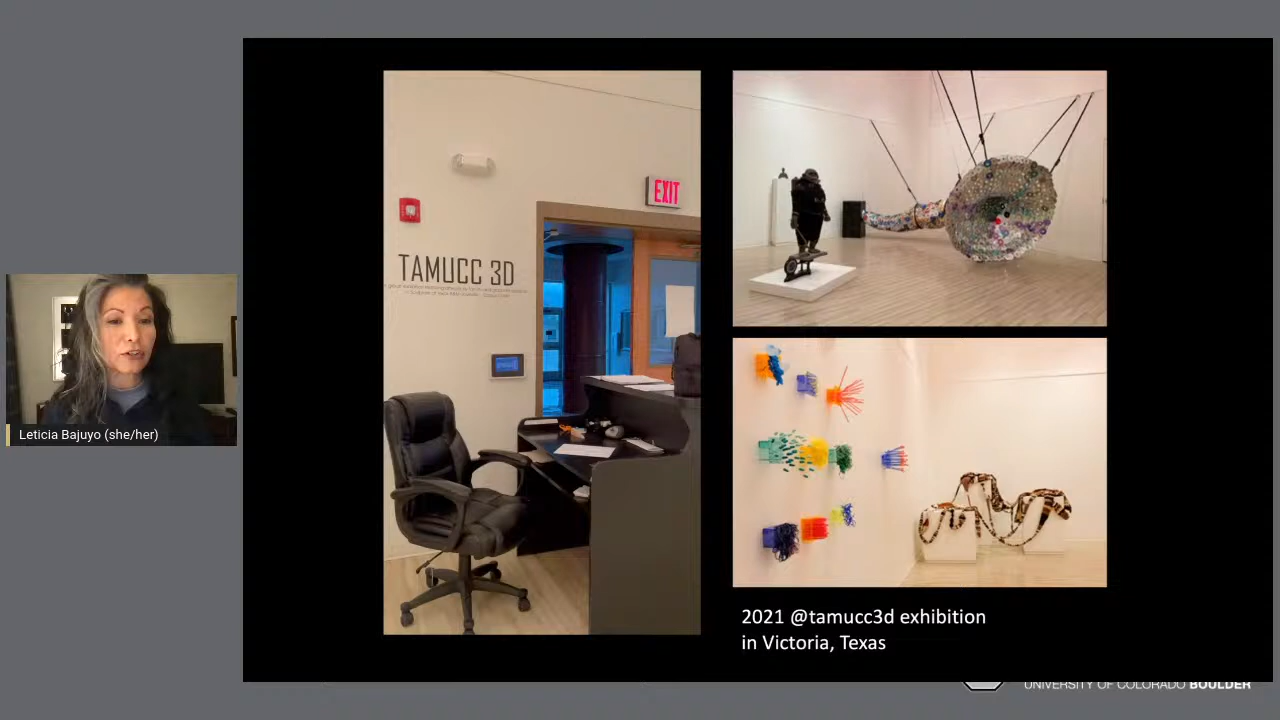 EXIT
TAMUCC 3D
Leticia Bajuyo (she/her)
2021 @tamucc3d exhibition
in Victoria, Texas
UNIVERSITY OF COLORADO BOULDER